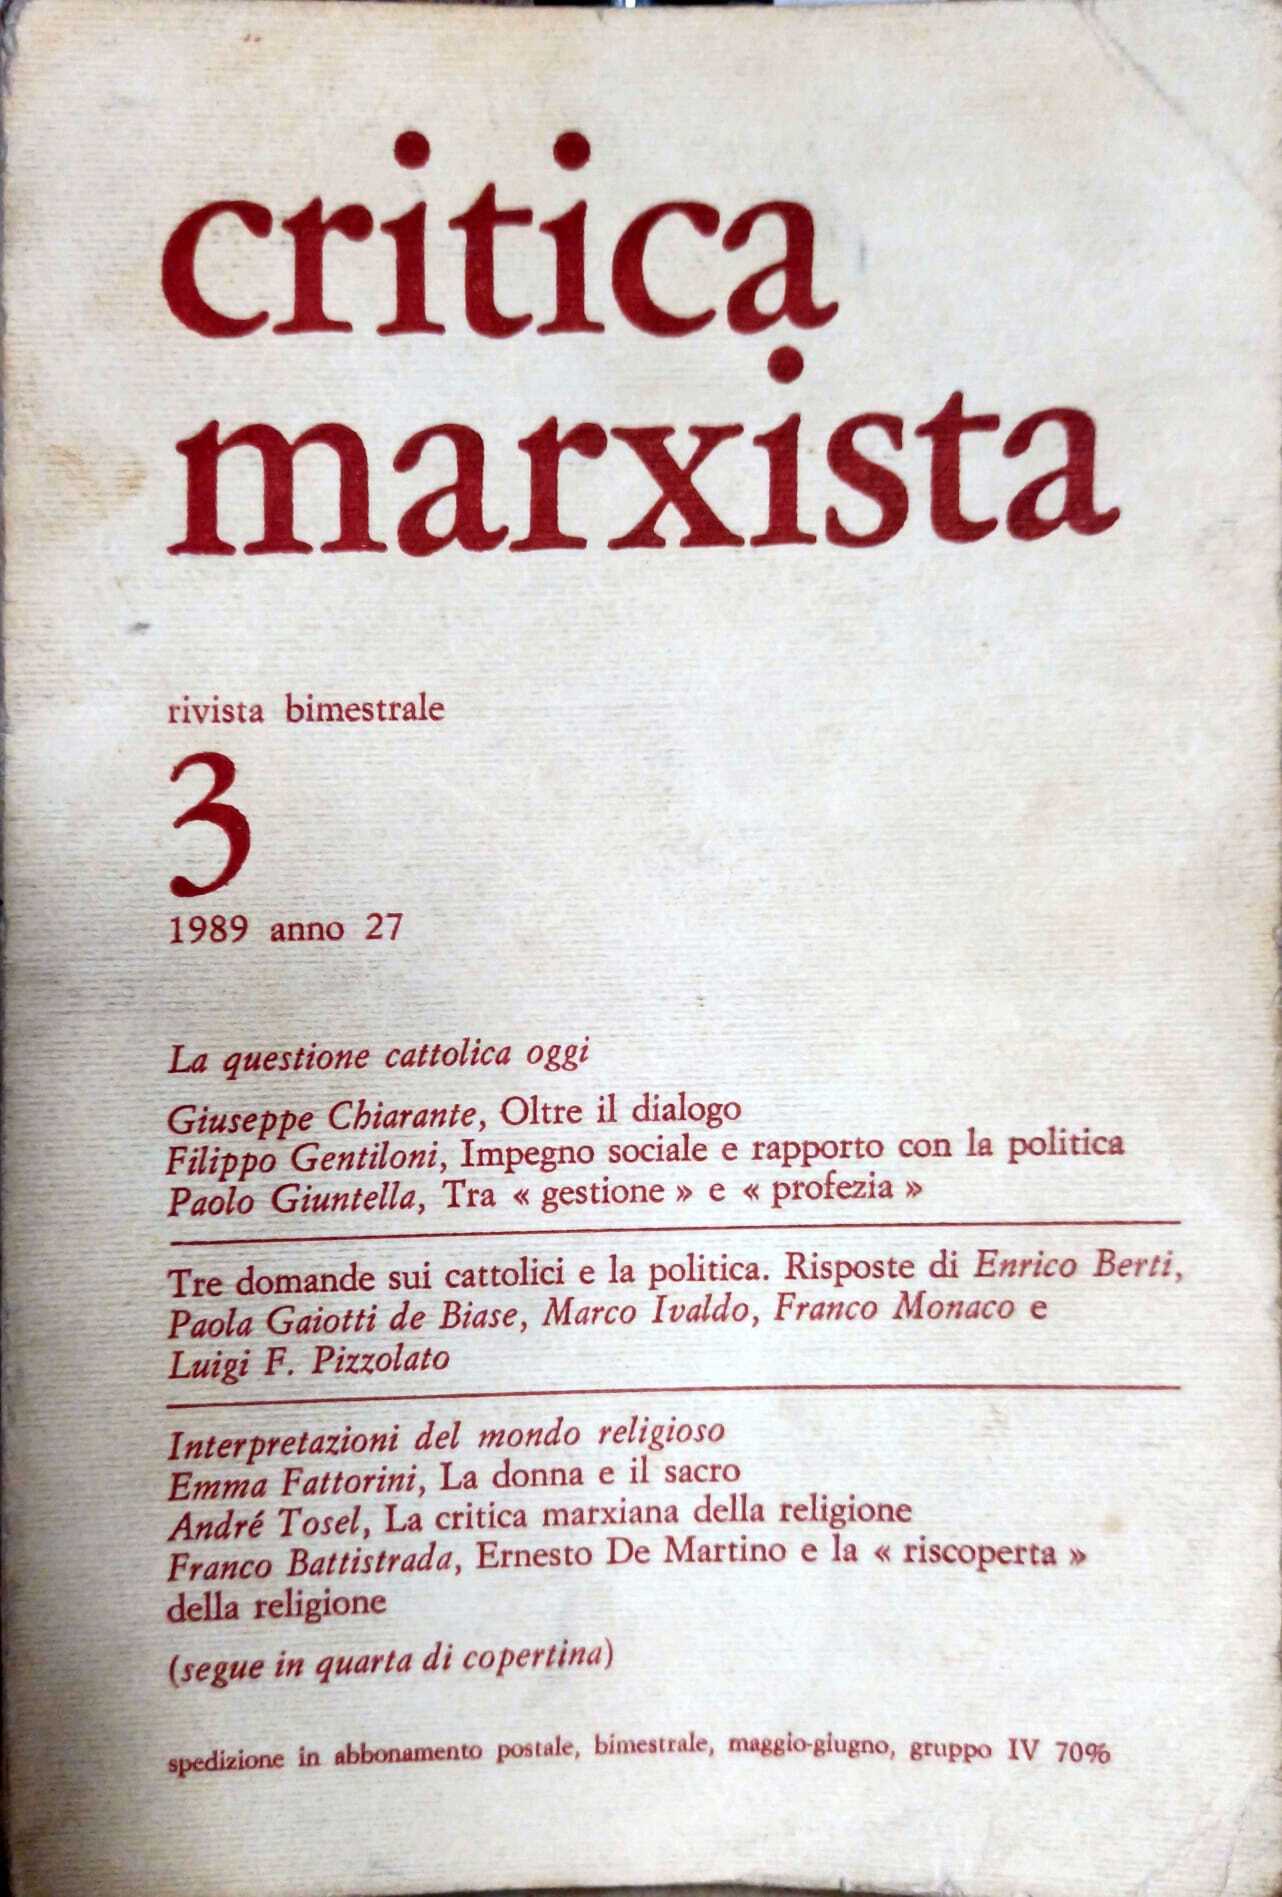 critica
marxista
rivista bimestrale
3
1989 anno 27
La questione cattolica oggi
Giuseppe Chiarante, Oltre il dialogo
Filippo Gentiloni, Impegno sociale e rapporto con la politica
Paolo Giuntella, Tra « gestione » e « profezia »
Tre domande sui cattolici e la politica. Risposte di Enrico Berti,
Paola Gaiotti de Biase, Marco Ivaldo, Franco Monaco e
Luigi F. Pizzolato
Interpretazioni del mondo religioso
Emma Fattorini, La donna e il sacro
André Tosel, La critica marxiana della religione
Franco Battistrada, Ernesto De Martino e la « riscoperta »
della religione
(segue in quarta di copertina)
spedizione in abbonamento postale, bimestrale, maggio-giugno, gruppo IV 70%